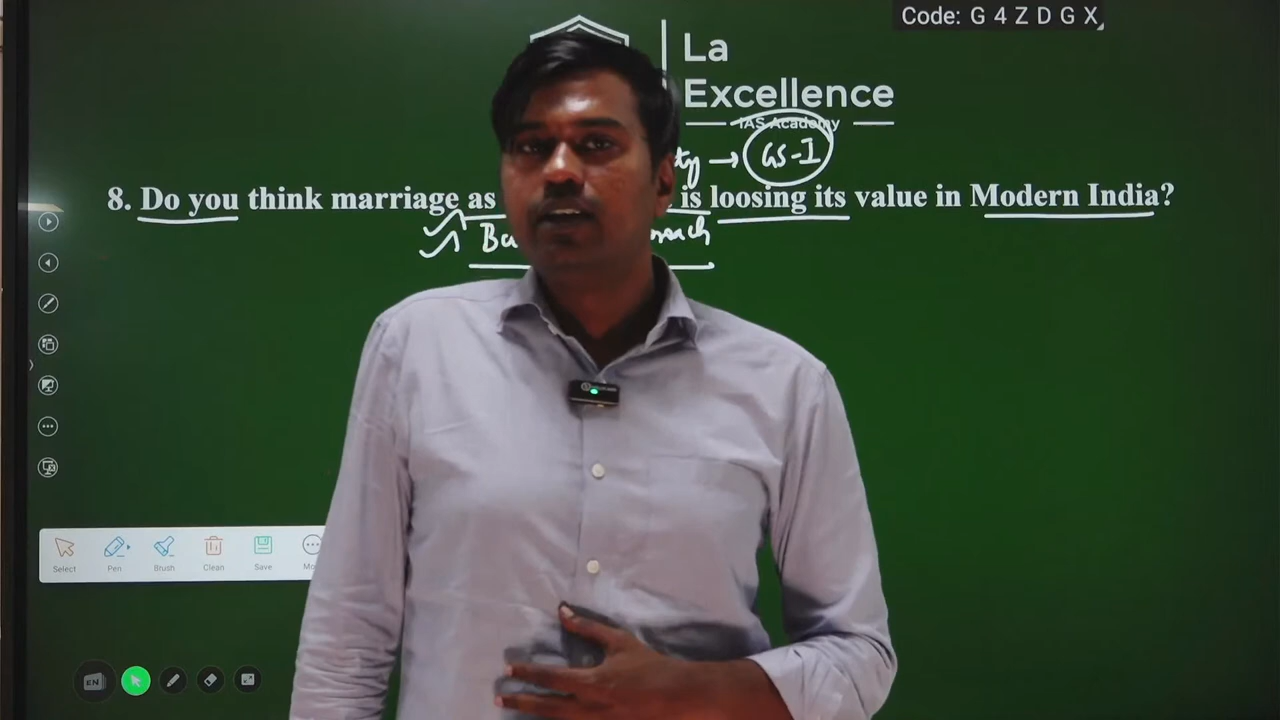 Code: G 4 Z D G X
La
Excellence
IAS Academy
ty → GS-I
8. Do you think marriage as is loosing its value in Modern India?
Select
Pen
Brush
Clean
Save
EN